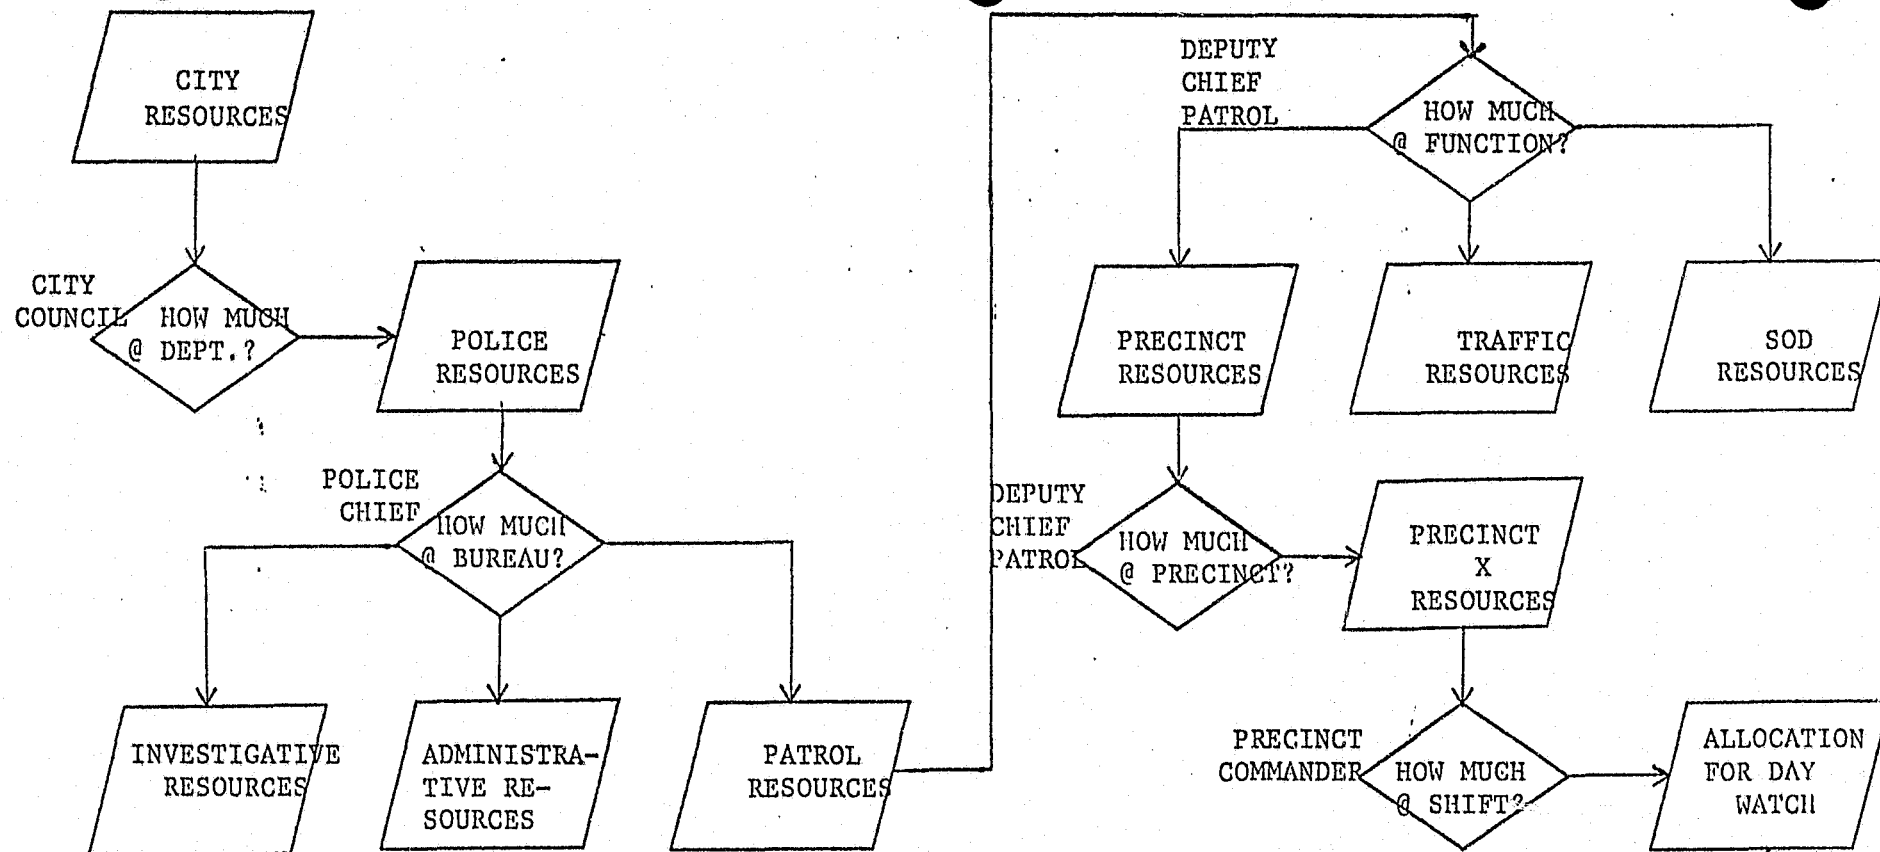 CITY
RESOURCES
CITY
COUNCIL
HOW MUCH
@ DEPT.?
POLICE
RESOURCES
POLICE
CHIEF
HOW MUCH
@ BUREAU?
INVESTIGATIVE
RESOURCES
ADMINISTRA-
TIVE RE-
SOURCES
PATROL
RESOURCES
DEPUTY
CHIEF
PATROL
HOW MUCH
@ FUNCTION?
PRECINCT
RESOURCES
TRAFFIC
RESOURCES
SOD
RESOURCES
DEPUTY
CHIEF
PATROL
HOW MUCH
@ PRECINCT?
PRECINCT
X
RESOURCES
PRECINCT
COMMANDER
HOW MUCH
@ SHIFT?
ALLOCATION
FOR DAY
WATCH